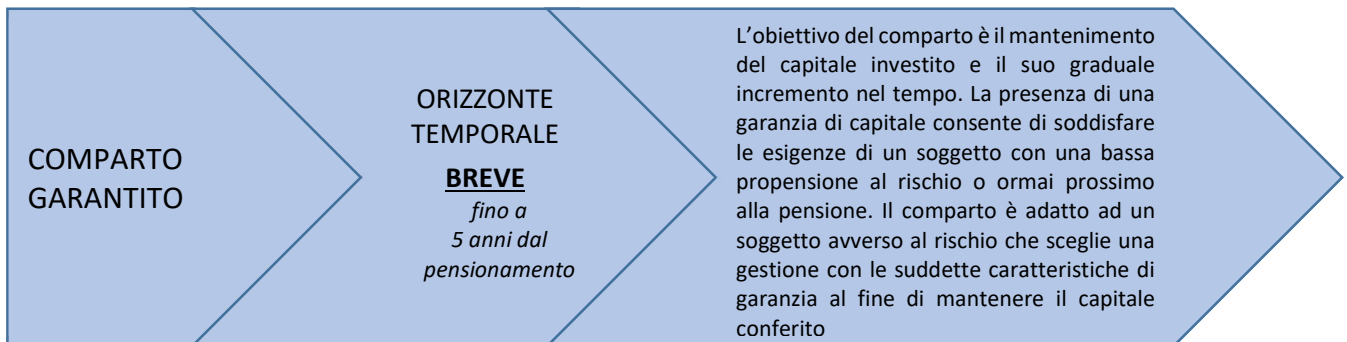 COMPARTO
GARANTITO
ORIZZONTE
TEMPORALE
BREVE
fino a
5 anni dal
pensionamento
L’obiettivo del comparto è il mantenimento
del capitale investito e il suo graduale
incremento nel tempo. La presenza di una
garanzia di capitale consente di soddisfare
le esigenze di un soggetto con una bassa
propensione al rischio o ormai prossimo
alla pensione. Il comparto è adatto ad un
soggetto avverso al rischio che sceglie una
gestione con le suddette caratteristiche di
garanzia al fine di mantenere il capitale
conferito